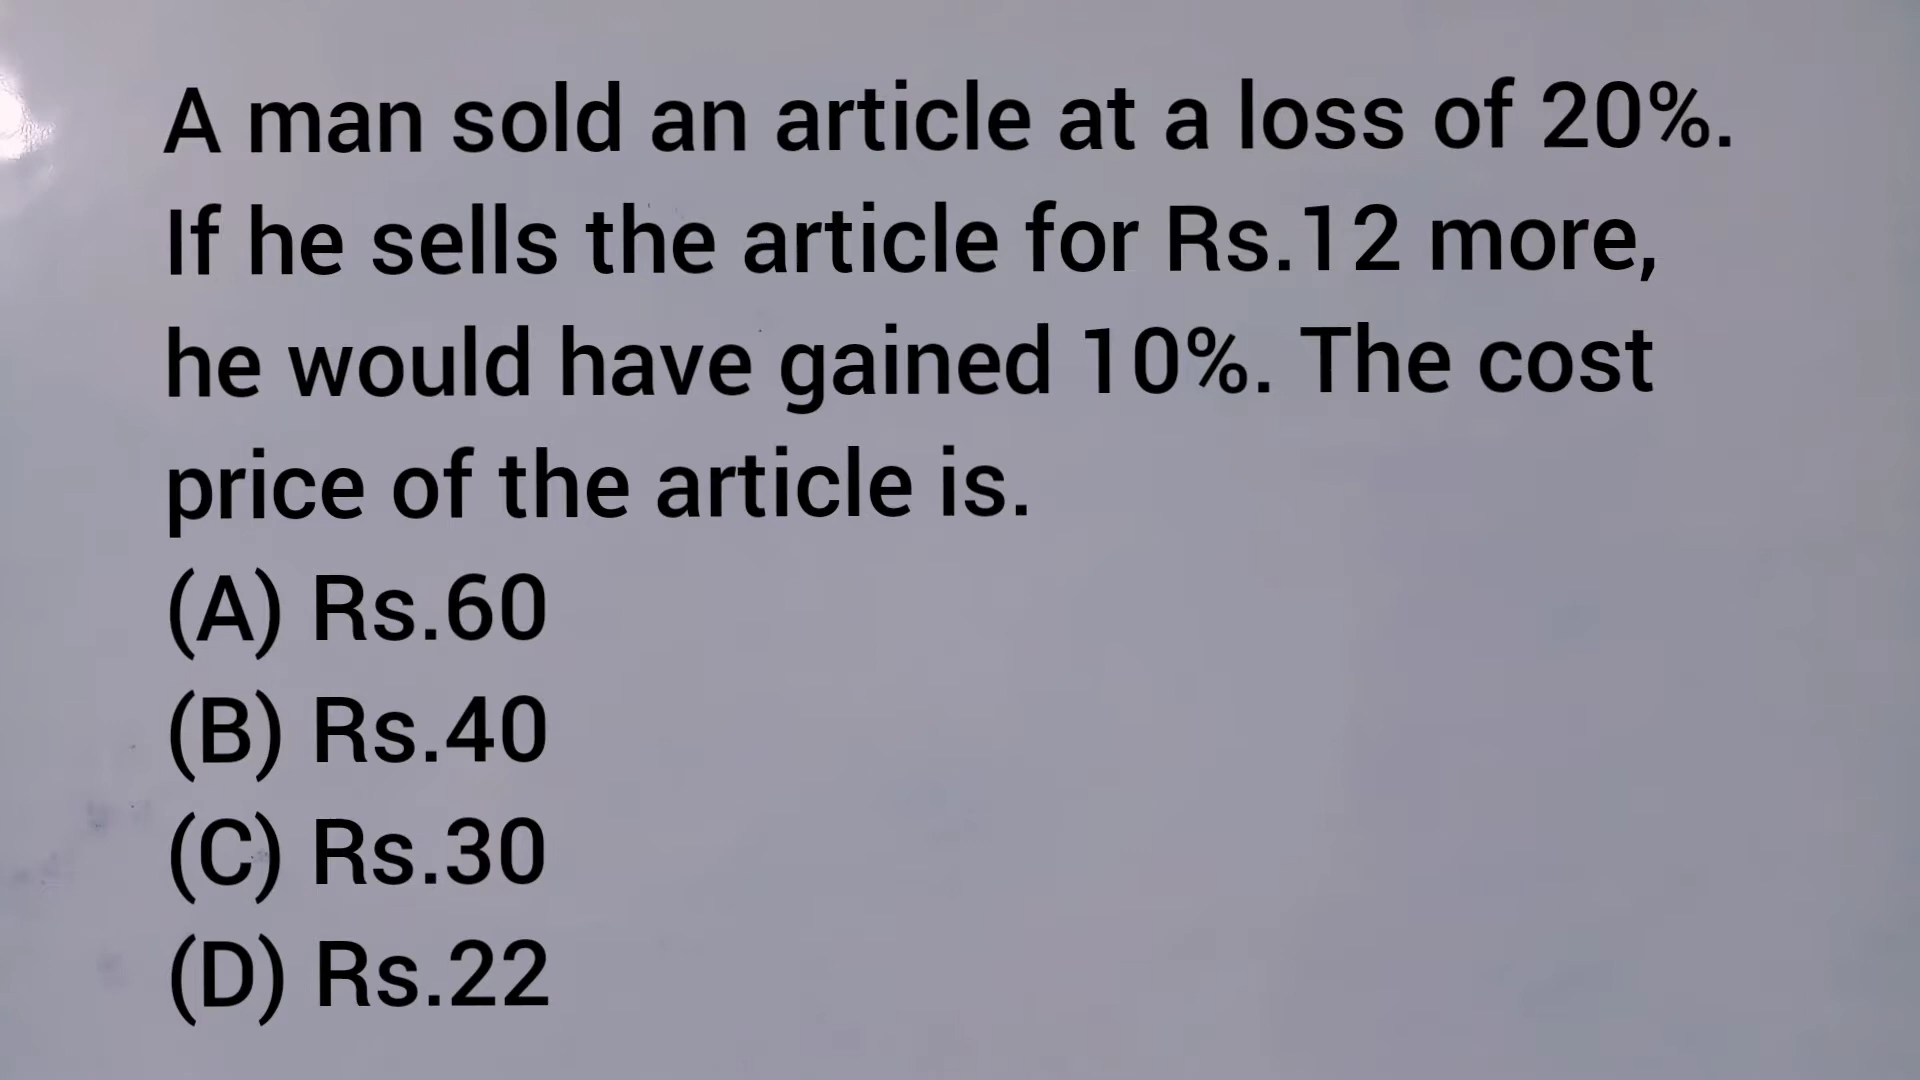 A man sold an article at a loss of 20%.
If he sells the article for Rs.12 more,
he would have gained 10%. The cost
price of the article is.
(A) Rs.60
(B) Rs.40
(C) Rs.30
(D) Rs.22